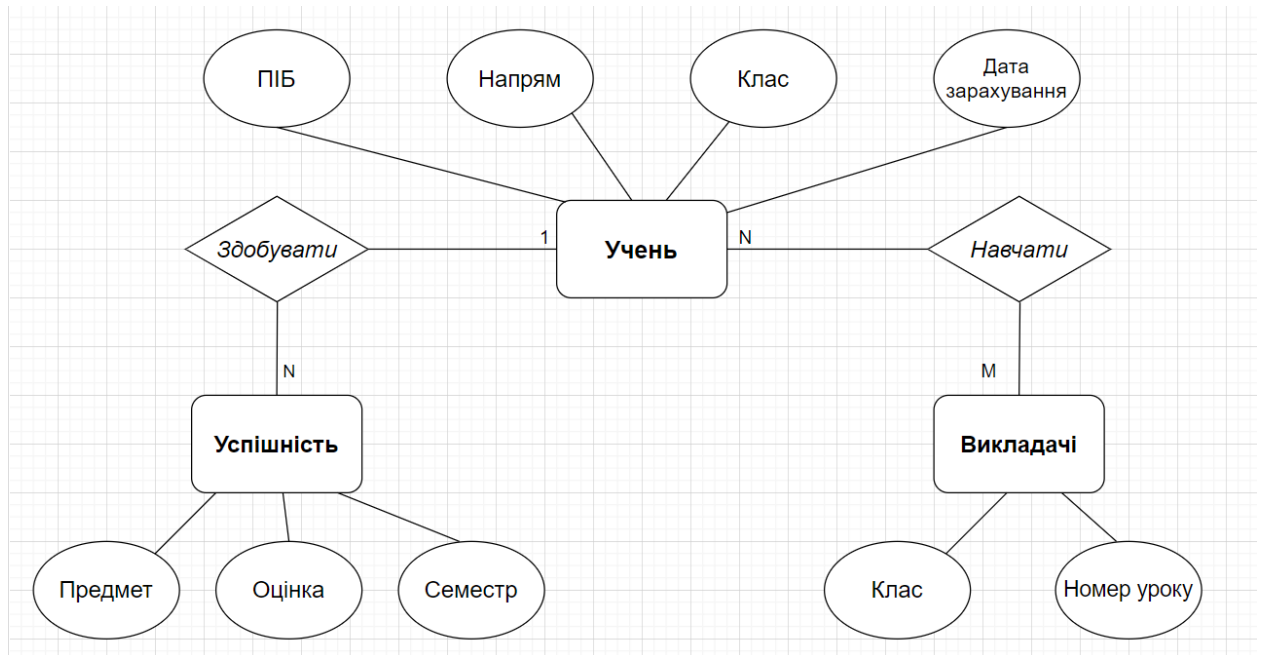 ПІБ
Напрям
Клас
Дата
зарахування
Здобувати
1
Учень
N
Навчати
N
M
Успішність
Викладачі
Предмет
Оцінка
Семестр
Клас
Номер уроку